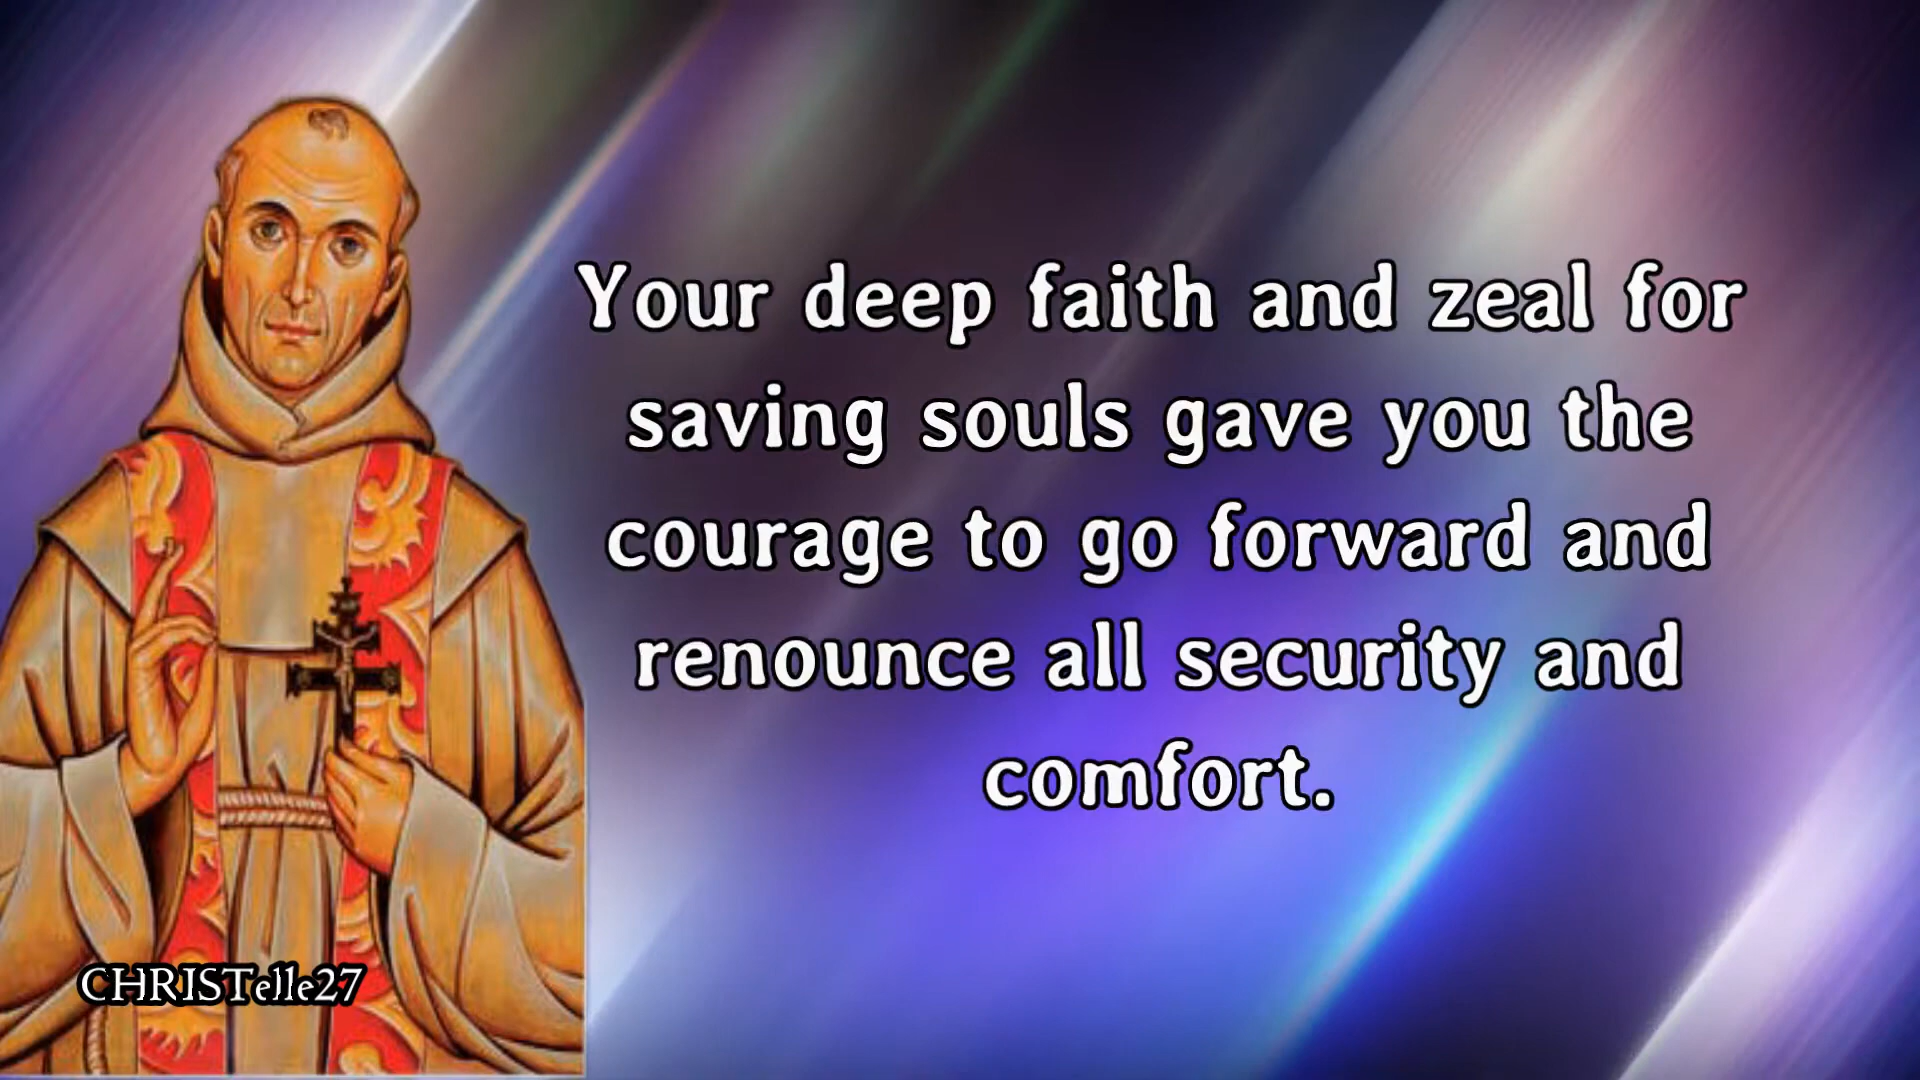 Your deep faith and zeal for
saving souls gave you the
courage to go forward and
renounce all security and
comfort.
CHRISTelle27